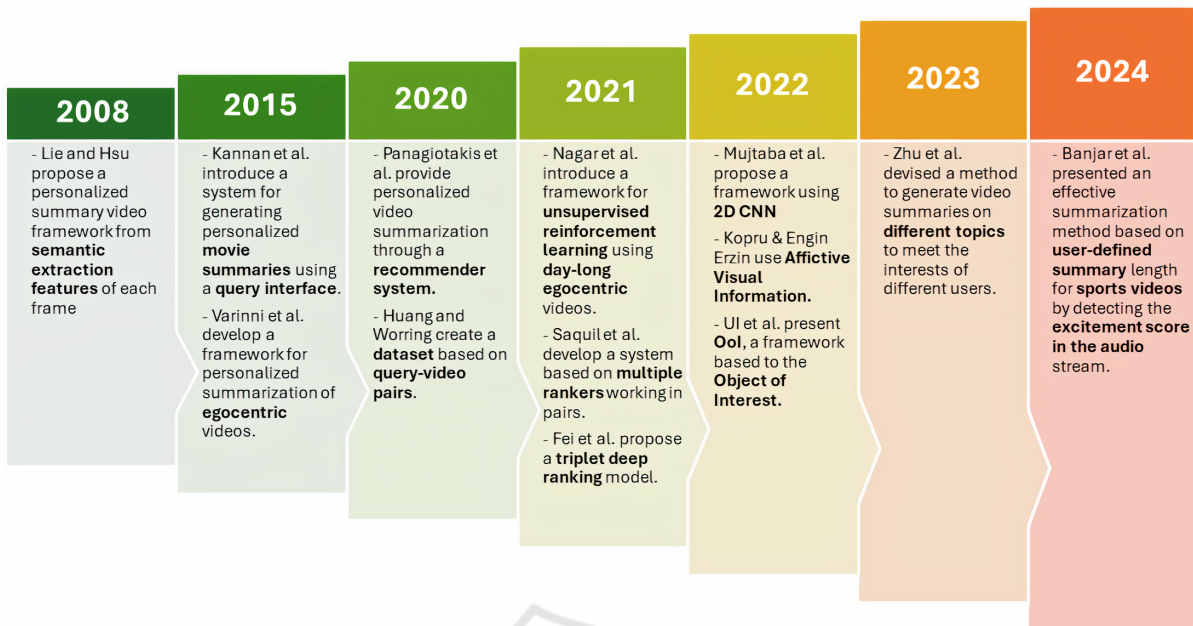 2008
- Lie and Hsu
propose a
personalized
summary video
framework from
semantic
extraction
features of each
frame
2015
- Kannan et al.
introduce a
system for
generating
personalized
movie
summaries using
a query interface.
- Varinni et al.
develop a
framework for
personalized
summarization of
egocentric
videos.
2020
- Panagiotakis et
al. provide
personalized
video
summarization
through a
recommender
system.
- Huang and
Worring create a
dataset based on
query-video
pairs.
2021
- Nagar et al.
introduce a
framework for
unsupervised
reinforcement
learning using
day-long
egocentric
videos.
- Saquil et al.
develop a system
based on multiple
rankers working in
pairs.
- Fei et al. propose
a triplet deep
ranking model.
2022
- Mujtaba et al.
propose a
framework using
2D CNN
- Kopru & Engin
Erzin use Affictive
Visual
Information.
- Ul et al. present
OoI, a framework
based to the
Object of
Interest.
2023
- Zhu et al.
devised a method
to generate video
summaries on
different topics
to meet the
interests of
different users.
2024
- Banjar et al.
presented an
effective
summarization
method based on
user-defined
summary length
for sports videos
by detecting the
excitement score
in the audio
stream.